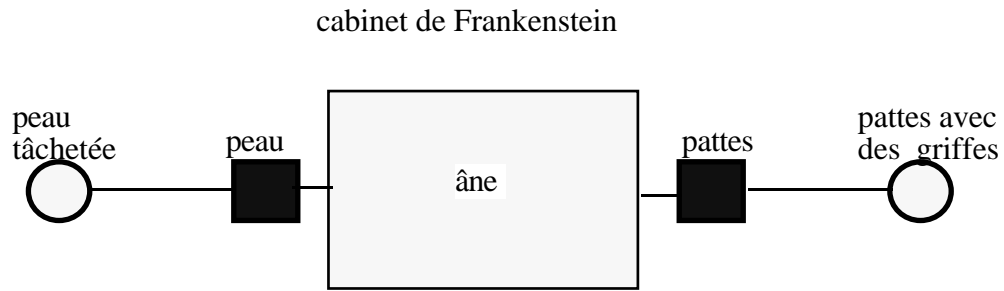 cabinet de Frankenstein
peau
tâchetée
peau
âne
pattes
pattes avec
des griffes